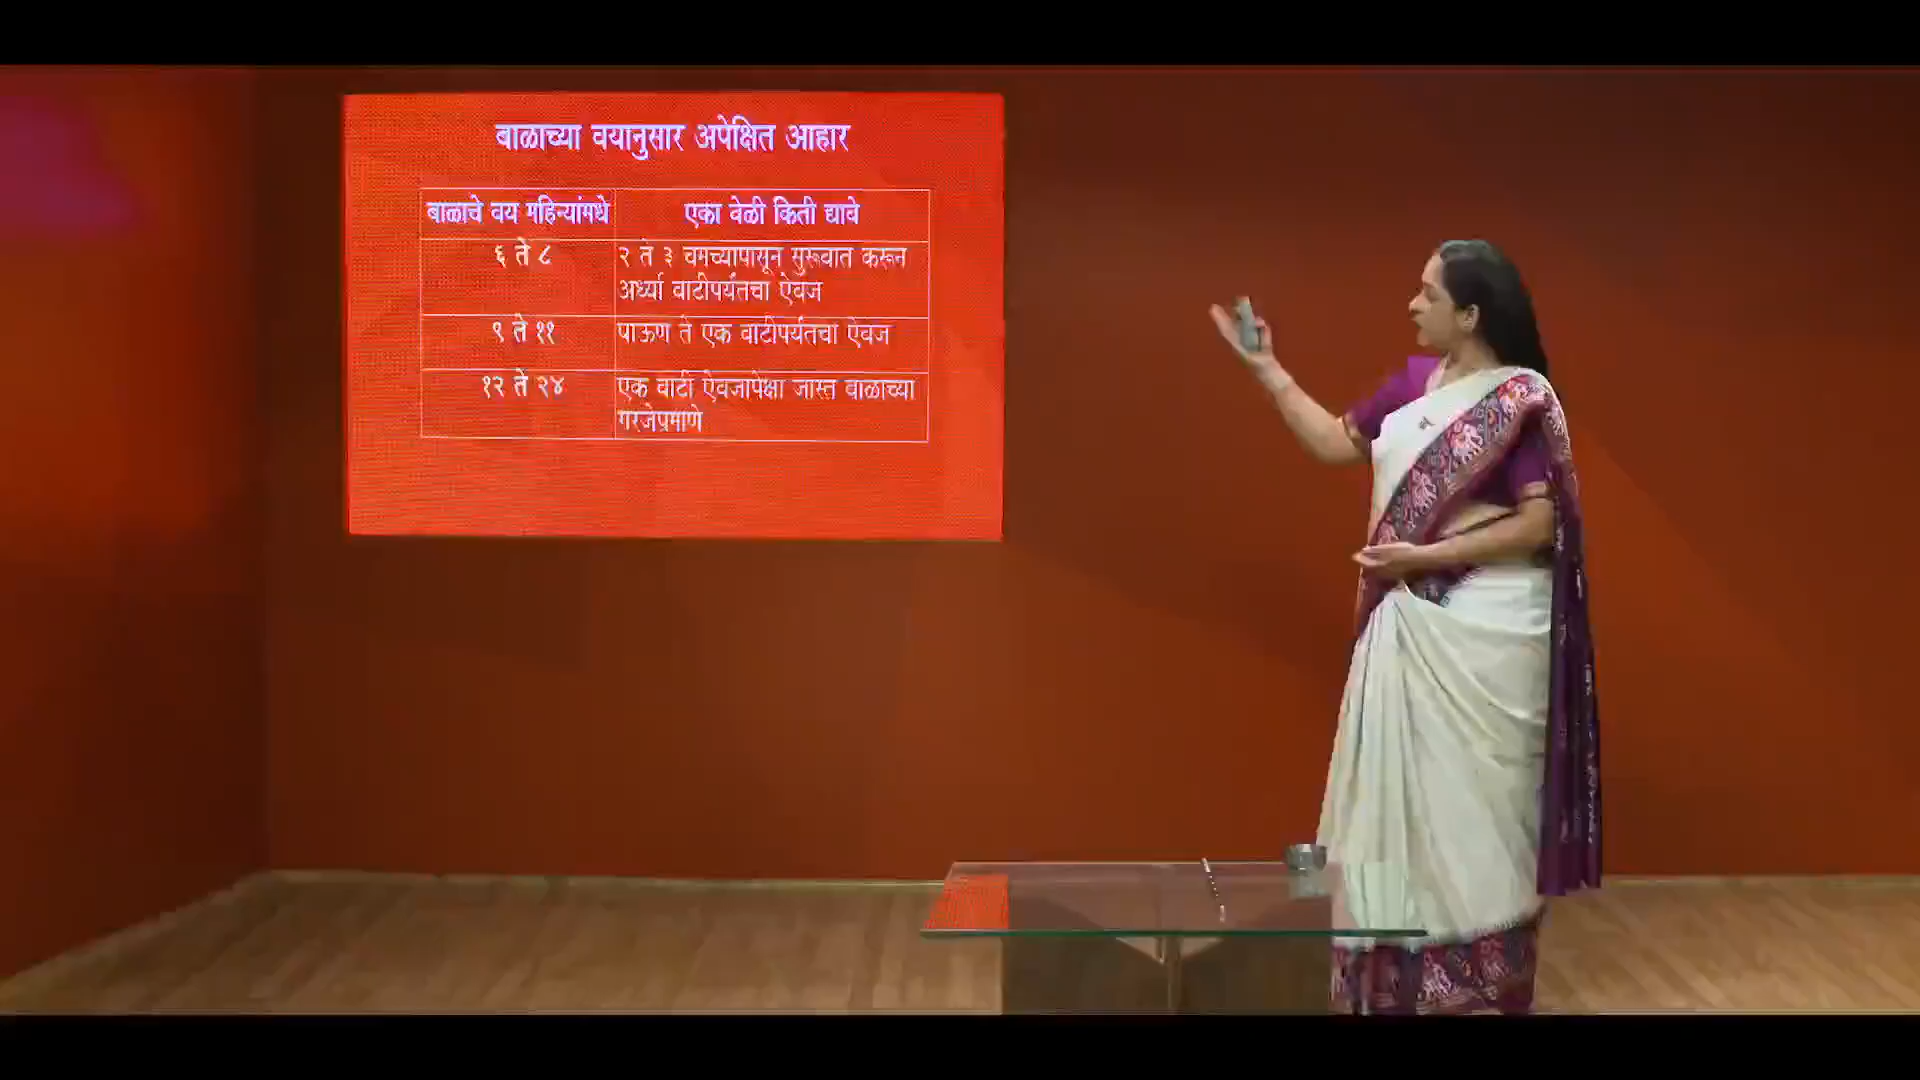 बाळाच्या वयानुसार अपेक्षित आहार
बाळाचे वय महिन्यांमधे
एका वेळी किती द्यावे
६ ते ८
२ ते ३ चमच्यापासून सुरूवात करून
अर्ध्या वाटीपर्यंतचा ऐवज
९ ते ११
पाऊण ते एक वाटीपर्यंतचा ऐवज
१२ ते २४
एक वाटी ऐवजापेक्षा जास्त बाळाच्या
गरजेप्रमाणे